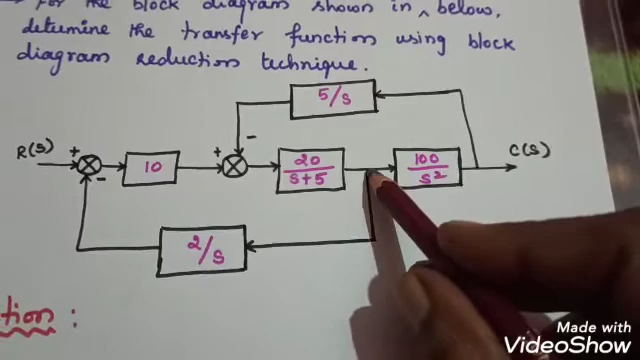 For the block diagram shown in ^ below,
determine the transfer function using block
diagram reduction technique.
5/s
R(s) + - 10 + - 20/s+5 100/s² C(s)
2/s
tion :
Made with
VideoShow